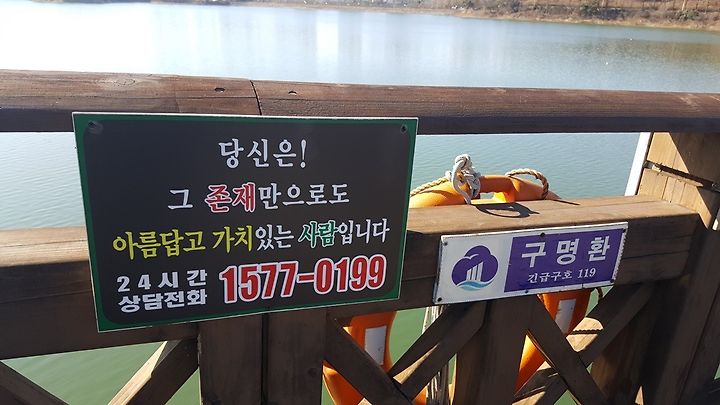 당신은!
그 존재만으로도
아름답고 가치있는 사람입니다
24시간
상담전화 1577-0199
구명환
긴급구호 119